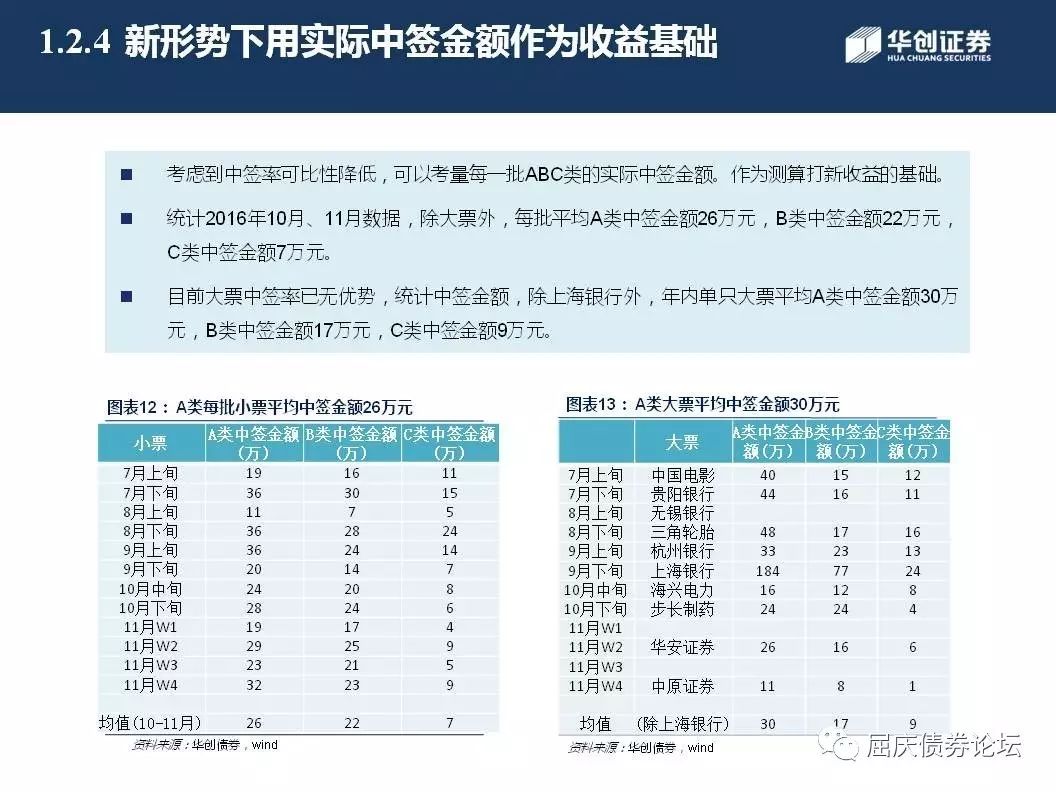 1.2.4 新形势下用实际中签金额作为收益基础
华创证券
HUA CHUANG SECURITIES
■ 考虑到中签率可比性降低，可以考量每一批ABC类的实际中签金额。作为测算打新收益的基础。
■ 统计2016年10月、11月数据，除大票外，每批平均A类中签金额26万元，B类中签金额22万元，
C类中签金额7万元。
■ 目前大票中签率已无优势，统计中签金额，除上海银行外，年内单只大票平均A类中签金额30万
元，B类中签金额17万元，C类中签金额9万元。
图表12：A类每批小票平均中签金额26万元
小票 A类中签金额(万) B类中签金额(万) C类中签金额(万)
7月上旬 19 16 11
7月下旬 36 30 15
8月上旬 11 7 5
8月下旬 36 28 24
9月上旬 36 24 14
9月下旬 20 14 7
10月中旬 24 20 8
10月下旬 28 24 6
11月W1 19 17 4
11月W2 29 25 9
11月W3 23 21 5
11月W4 32 23 9
均值(10-11月) 26 22 7
资料来源：华创债券，wind
图表13：A类大票平均中签金额30万元
大票 A类中签金额(万) B类中签金额(万) C类中签金额(万)
7月上旬 中国电影 40 15 12
7月下旬 贵阳银行 44 16 11
8月上旬 无锡银行
8月下旬 三角轮胎 48 17 16
9月上旬 杭州银行 33 23 13
9月下旬 上海银行 184 77 24
10月中旬 海兴电力 16 12 8
10月下旬 步长制药 24 24 4
11月W1
11月W2 华安证券 26 16 6
11月W3
11月W4 中原证券 11 8 1
均值 (除上海银行) 30 17 9
资料来源：华创债券，wind
屈庆债券论坛